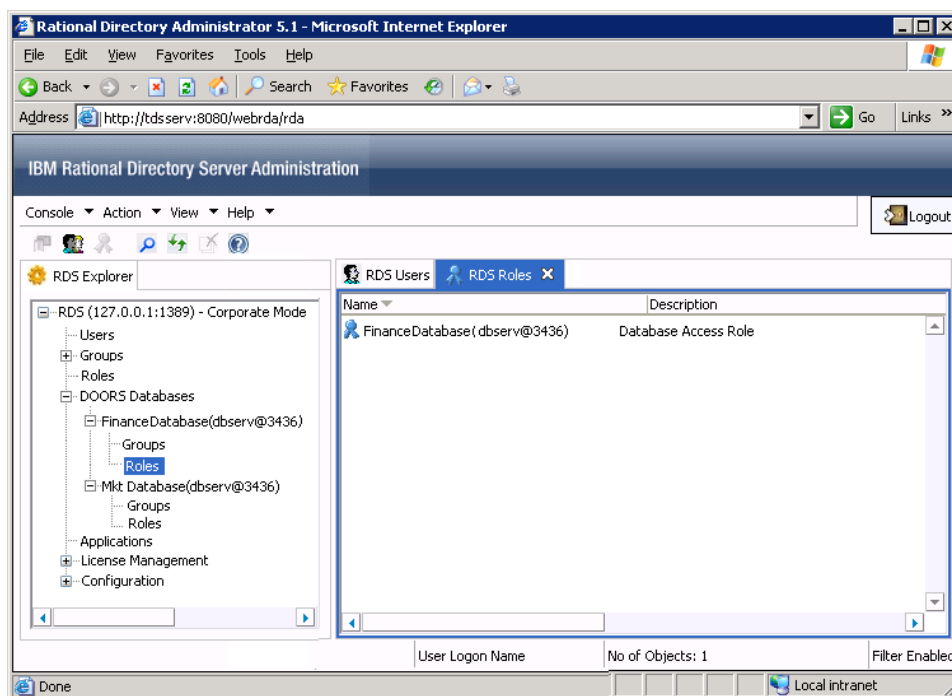 Rational Directory Administrator 5.1 - Microsoft Internet Explorer
File Edit View Favorites Tools Help
Back Search Favorites
Address http://tdsserv:8080/webrda/rda Go Links »
IBM Rational Directory Server Administration
Console Action View Help
Logout
RDS Explorer
RDS (127.0.0.1:1389) - Corporate Mode
Users
Groups
Roles
DOORS Databases
FinanceDatabase(dbserv@3436)
Groups
Roles
Mkt Database(dbserv@3436)
Groups
Roles
Applications
License Management
Configuration
RDS Users RDS Roles
Name Description
FinanceDatabase(dbserv@3436) Database Access Role
User Logon Name No of Objects: 1 Filter Enabled
Done Local intranet